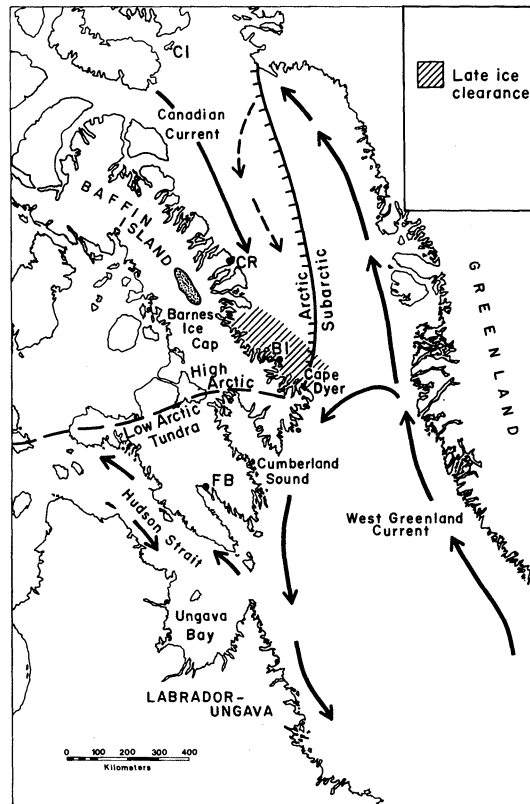 CI
Late ice
clearance
Canadian
Current
BAFFIN
ISLAND
CR
Arctic
Subarctic
GREENLAND
Barnes
Ice
Cap
BI
High
Arctic
Cape
Dyer
Low Arctic
Tundra
Cumberland
Sound
FB
Hudson Strait
West Greenland
Current
Ungava
Bay
LABRADOR-
UNGAVA
0 100 200 300 400
Kilometers